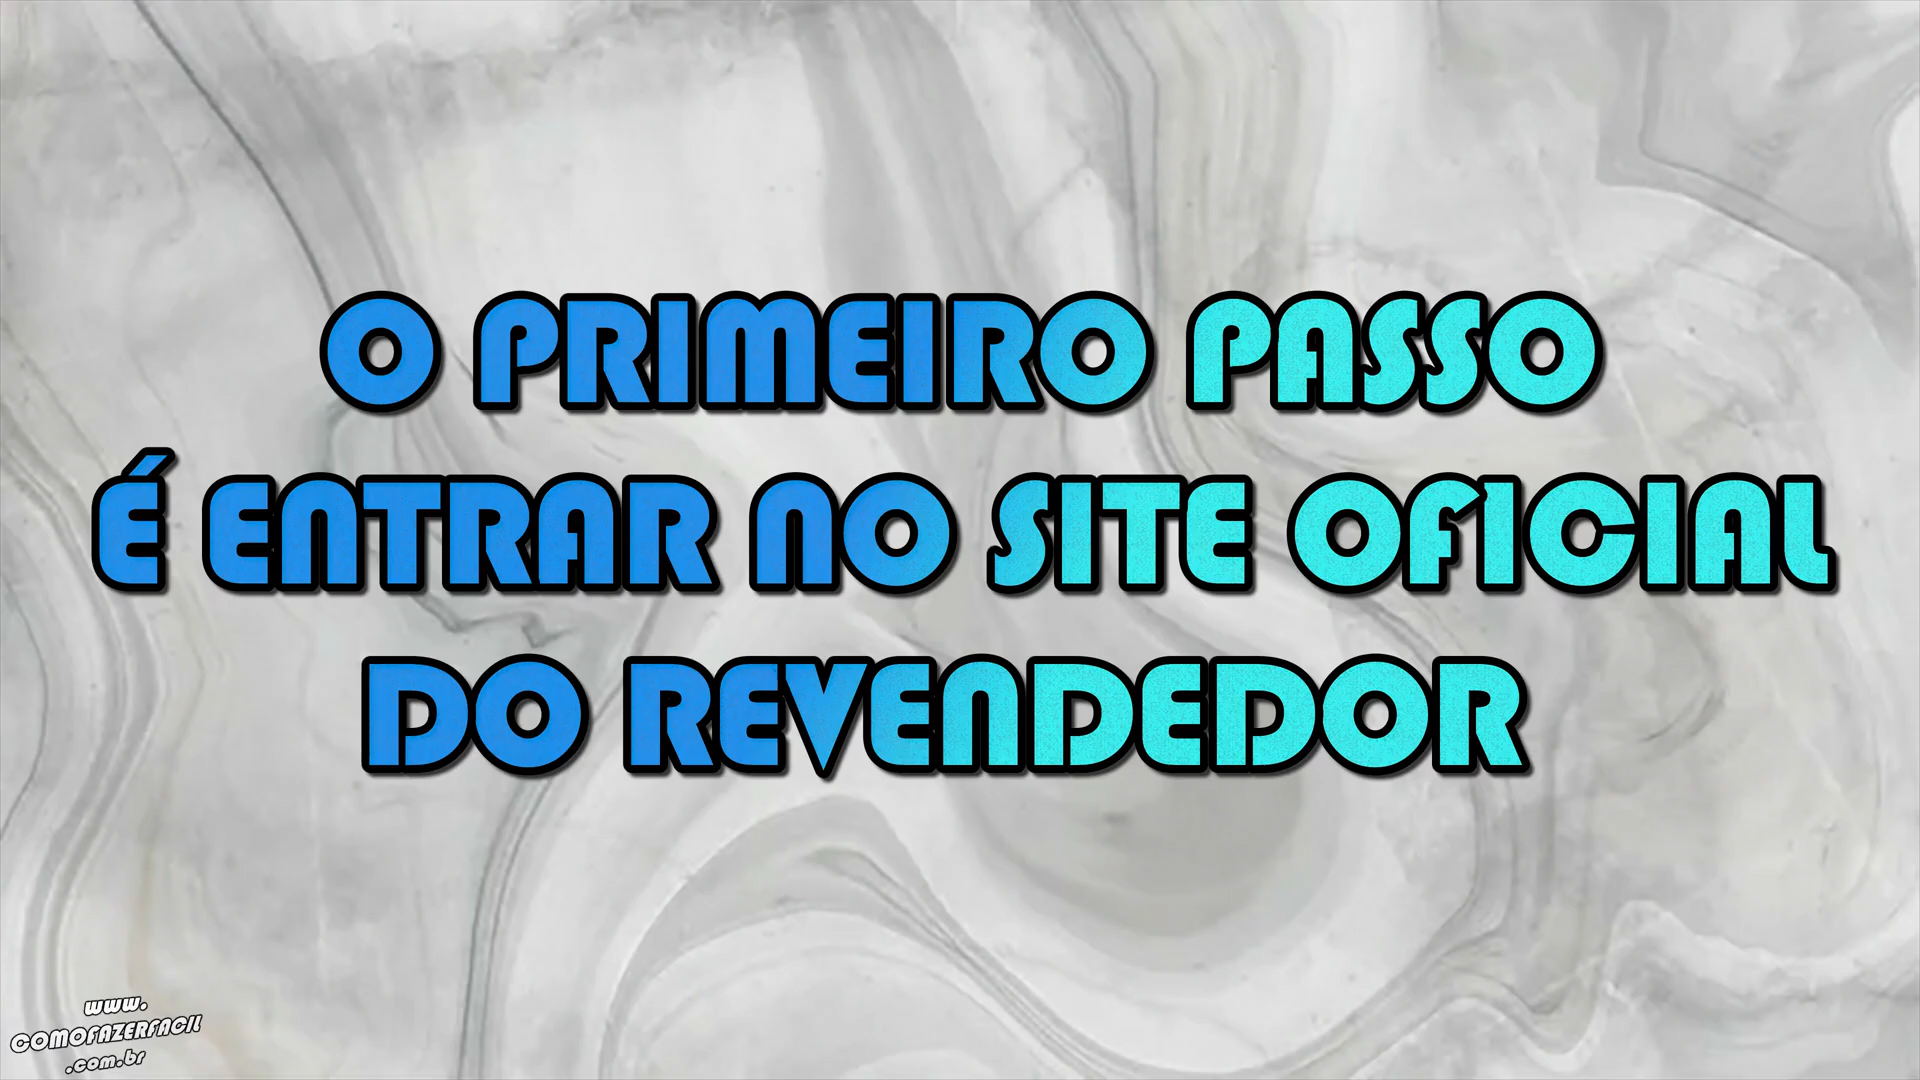 O PRIMEIRO PASSO
É ENTRAR NO SITE OFICIAL
DO REVENDEDOR
www.
COMOFAZERFACIL
.com.br